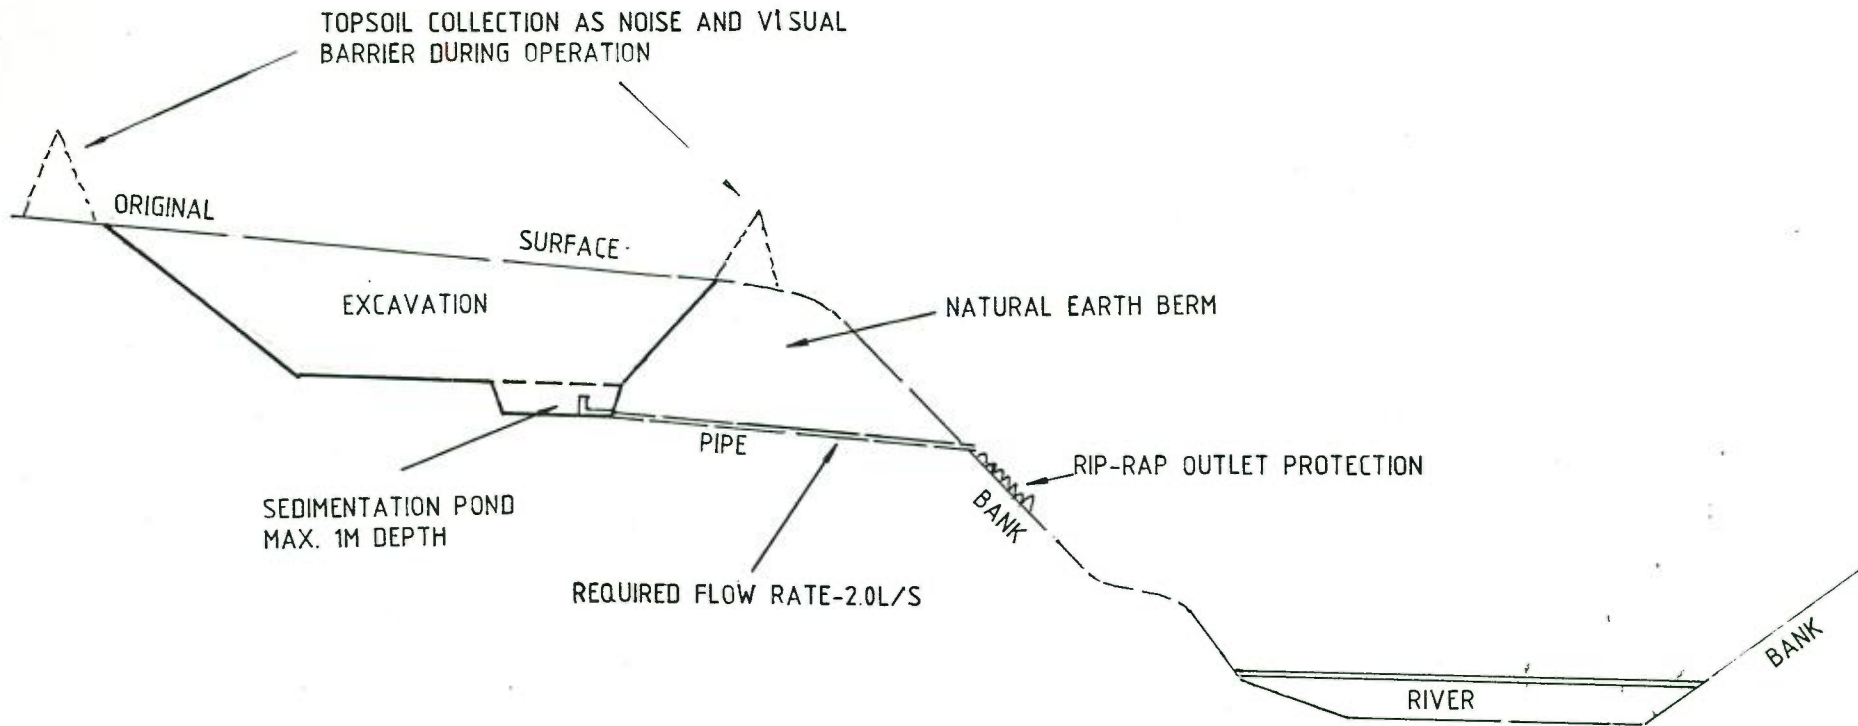 TOPSOIL COLLECTION AS NOISE AND VISUAL
BARRIER DURING OPERATION
ORIGINAL
SURFACE
EXCAVATION
NATURAL EARTH BERM
PIPE
RIP-RAP OUTLET PROTECTION
BANK
SEDIMENTATION POND
MAX. 1M DEPTH
REQUIRED FLOW RATE-2.0L/S
BANK
RIVER